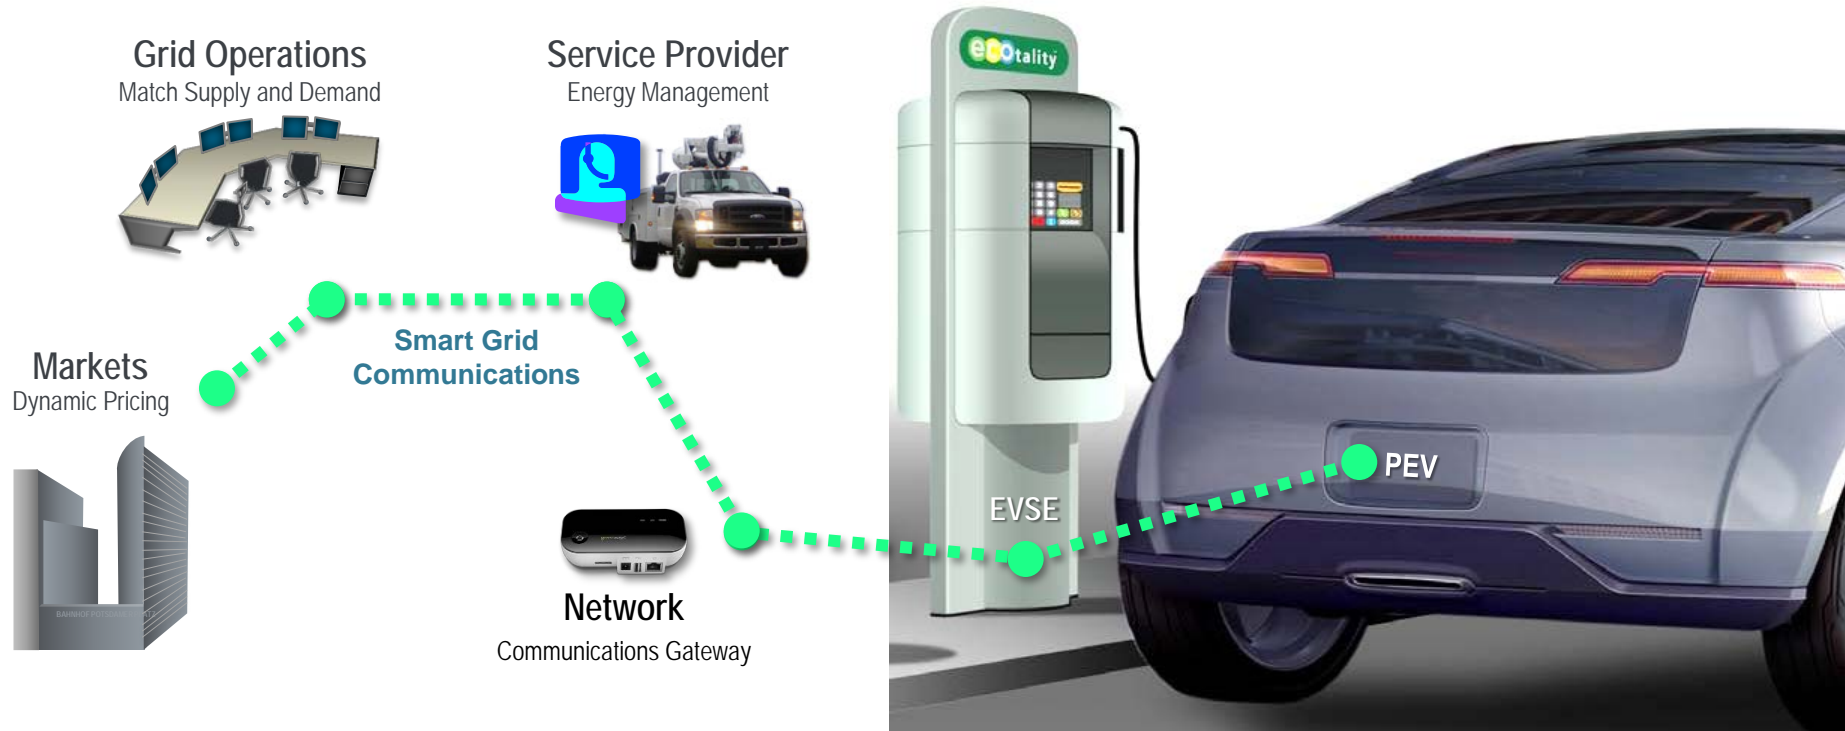 Grid Operations
Match Supply and Demand
Service Provider
Energy Management
ecotality
Smart Grid
Communications
Markets
Dynamic Pricing
BAHNHOF
Network
Communications Gateway
EVSE
PEV